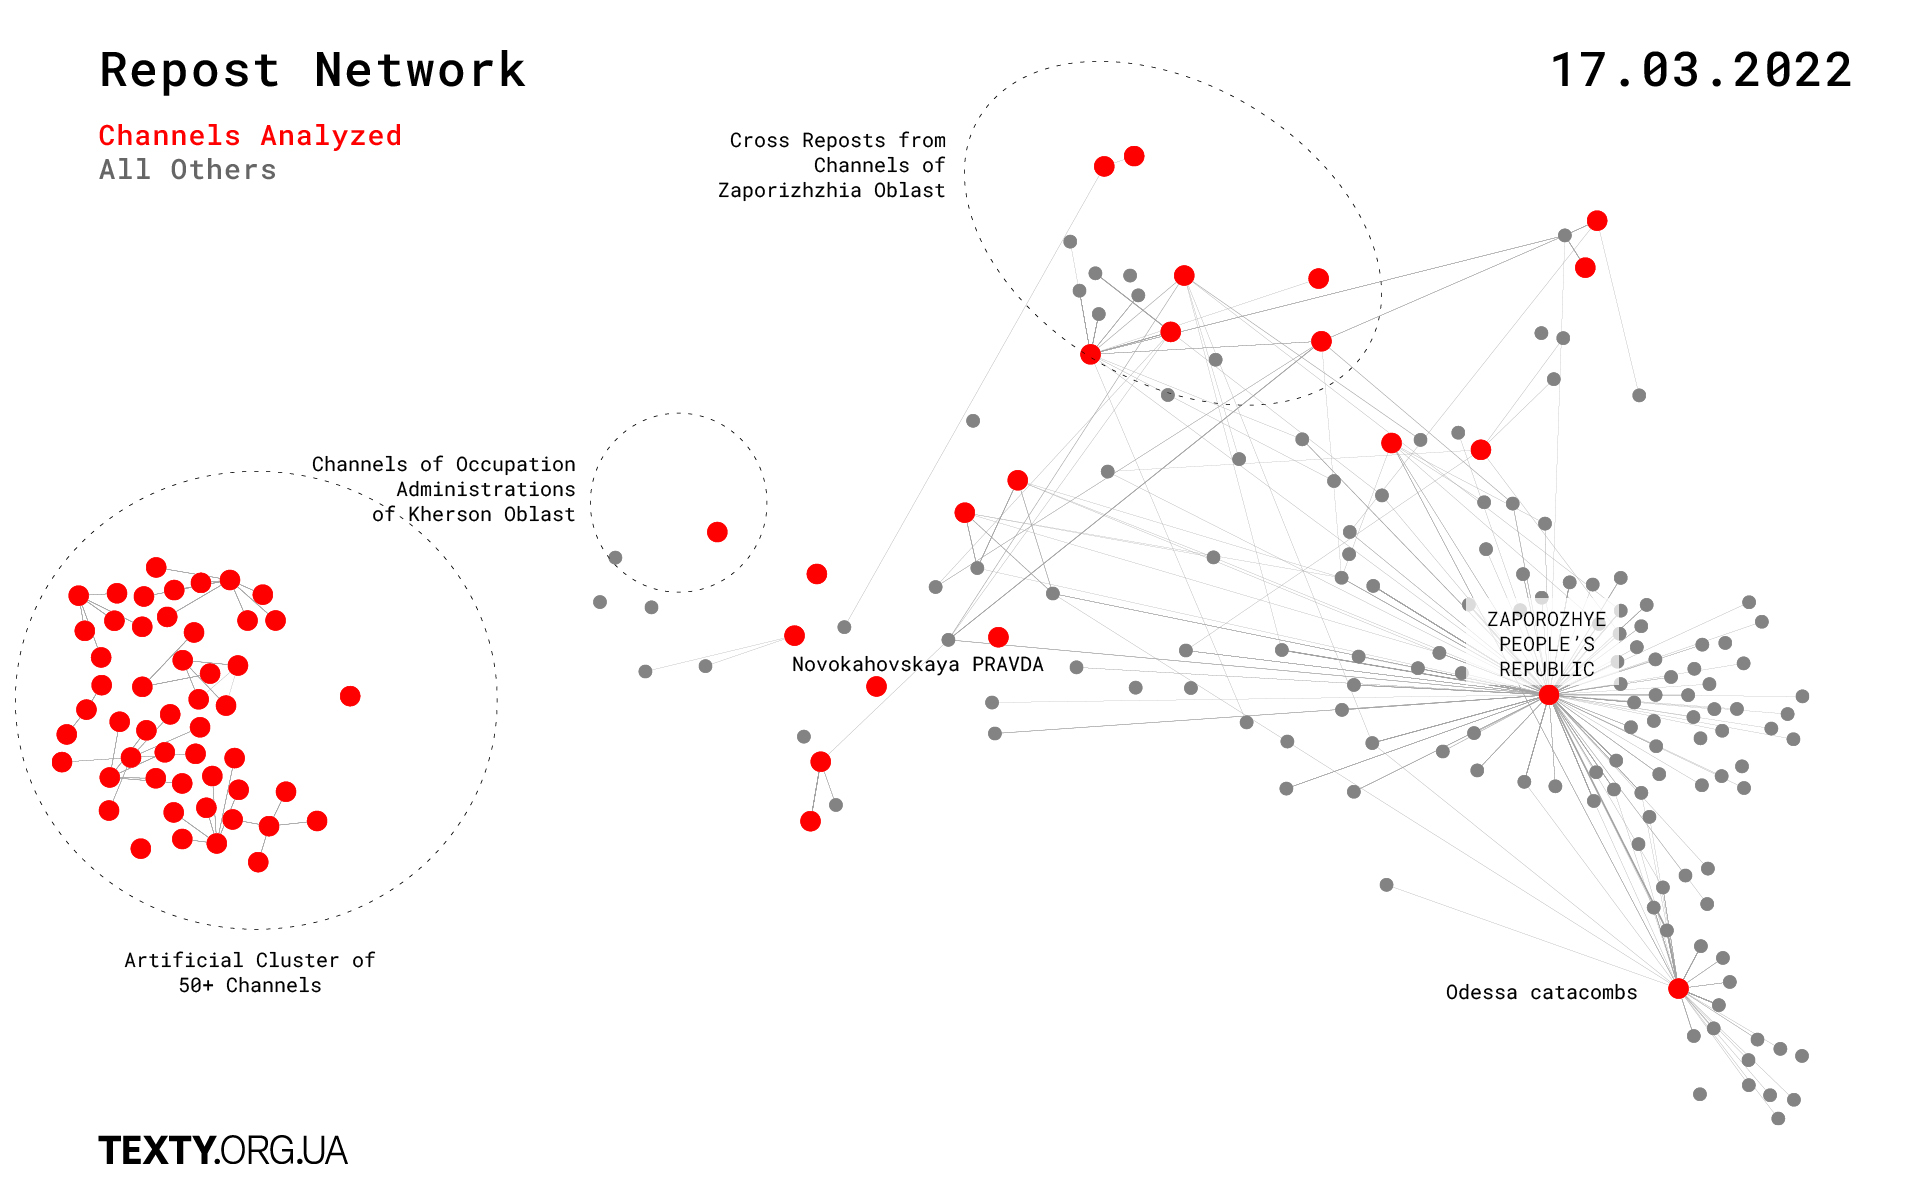 Repost Network
17.03.2022
Channels Analyzed
All Others
Cross Reposts from
Channels of
Zaporizhzhia Oblast
Channels of Occupation
Administrations
of Kherson Oblast
ZAPOROZHYE
PEOPLE’S
REPUBLIC
Novokahovskaya PRAVDA
Artificial Cluster of
50+ Channels
Odessa catacombs
TEXTY.ORG.UA